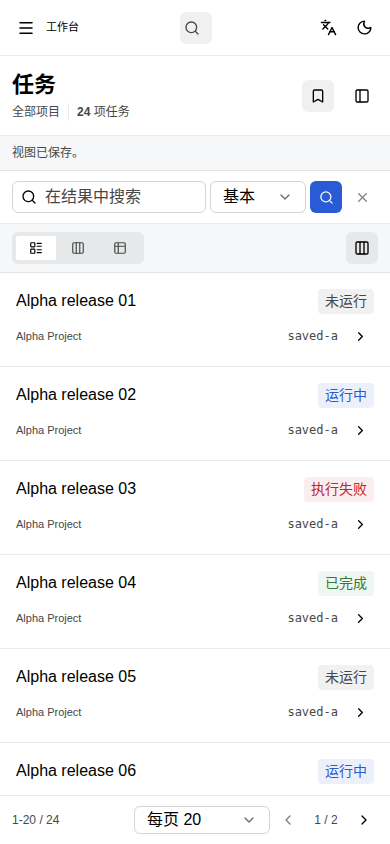 工作台
任务
全部项目 24 项任务
视图已保存。
在结果中搜索 基本
Alpha release 01 未运行
Alpha Project saved-a
Alpha release 02 运行中
Alpha Project saved-a
Alpha release 03 执行失败
Alpha Project saved-a
Alpha release 04 已完成
Alpha Project saved-a
Alpha release 05 未运行
Alpha Project saved-a
Alpha release 06 运行中
1-20 / 24 每页 20 1 / 2